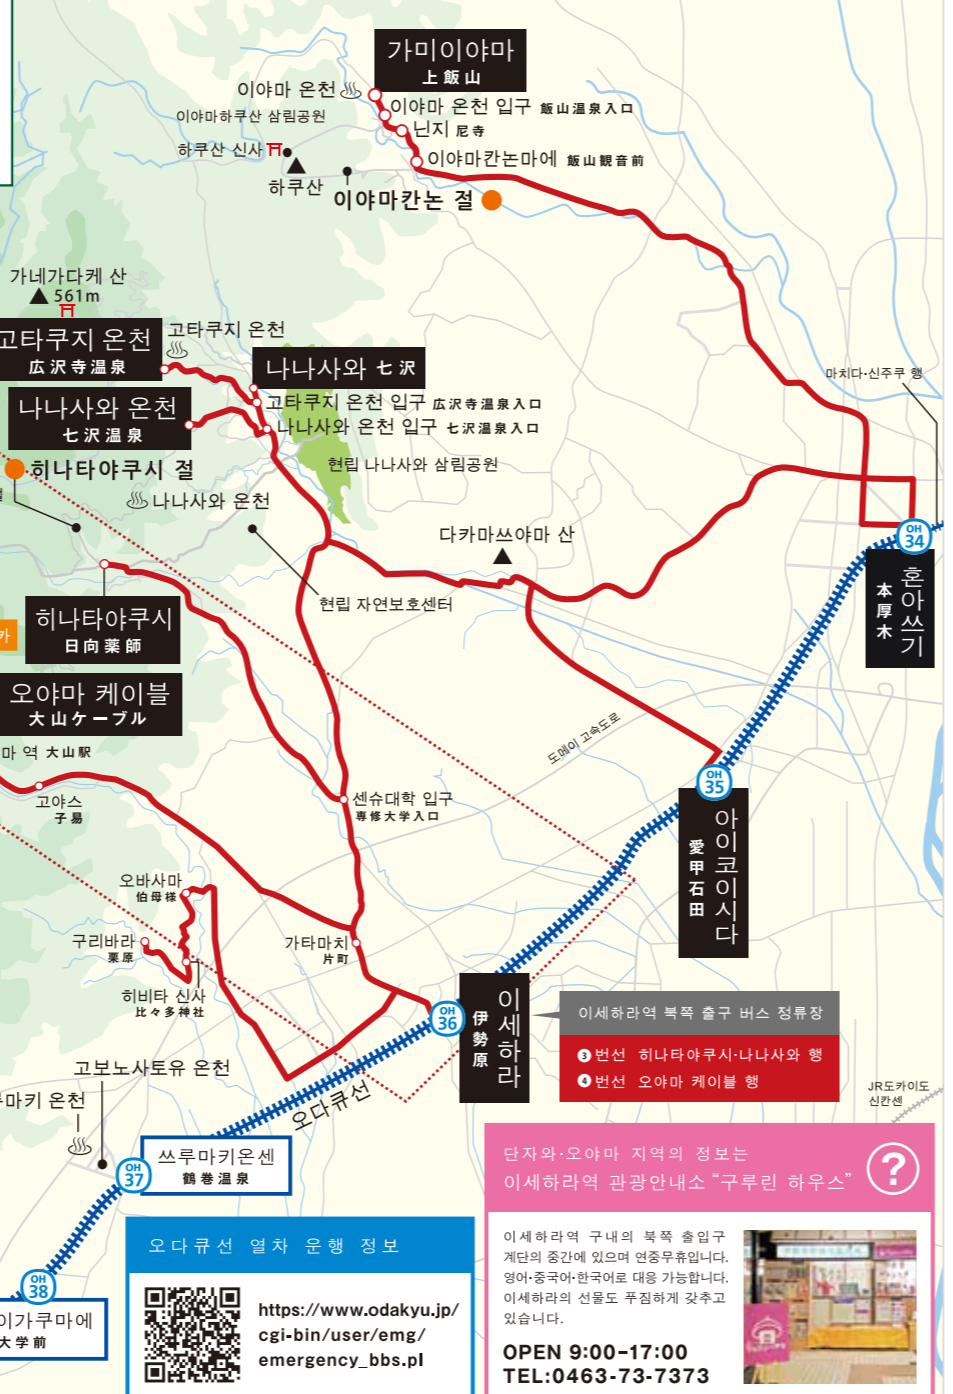 가미이야마
上飯山
이야마 온천
이야마 온천 입구 飯山温泉入口
이야마하쿠산 삼림공원
닌지 尼寺
하쿠산 신사
이야마칸논마에 飯山観音前
하쿠산
이야마칸논 절
가네가다케 산
561m
고타쿠지 온천
広沢寺温泉
고타쿠지 온천
나나사와 七沢
마치다·신주쿠 행
나나사와 온천
七沢温泉
고타쿠지 온천 입구 広沢寺温泉入口
나나사와 온천 입구 七沢温泉入口
히나타야쿠시 절
현립 나나사와 삼림공원
나나사와 온천
다카마쓰야마 산
OH
34
혼아쓰기
本厚木
현립 자연보호센터
히나타야쿠시
日向薬師
카
오야마 케이블
大山ケーブル
마 역 大山駅
도메이 고속도로
OH
35
고야스
子易
센슈대학 입구
専修大学入口
아이코이시다
愛甲石田
오바사마
伯母様
구리바라
栗原
가타마치
片町
히비타 신사
比々多神社
OH
36
이세하라
伊勢原
이세하라역 북쪽 출구 버스 정류장
3번선 히나타야쿠시·나나사와 행
4번선 오야마 케이블 행
고보노사토유 온천
마키 온천
오다큐선
JR도카이도
신칸센
OH
37
쓰루마키온센
鶴巻温泉
OH
38
이가쿠마에
大学前
오다큐선 열차 운행 정보
https://www.odakyu.jp/
cgi-bin/user/emg/
emergency_bbs.pl
단자와·오야마 지역의 정보는
이세하라역 관광안내소 “구루린 하우스”
?
이세하라역 구내의 북쪽 출입구
계단의 중간에 있으며 연중무휴입니다.
영어·중국어·한국어로 대응 가능합니다.
이세하라의 선물도 푸짐하게 갖추고
있습니다.
OPEN 9:00-17:00
TEL:0463-73-7373